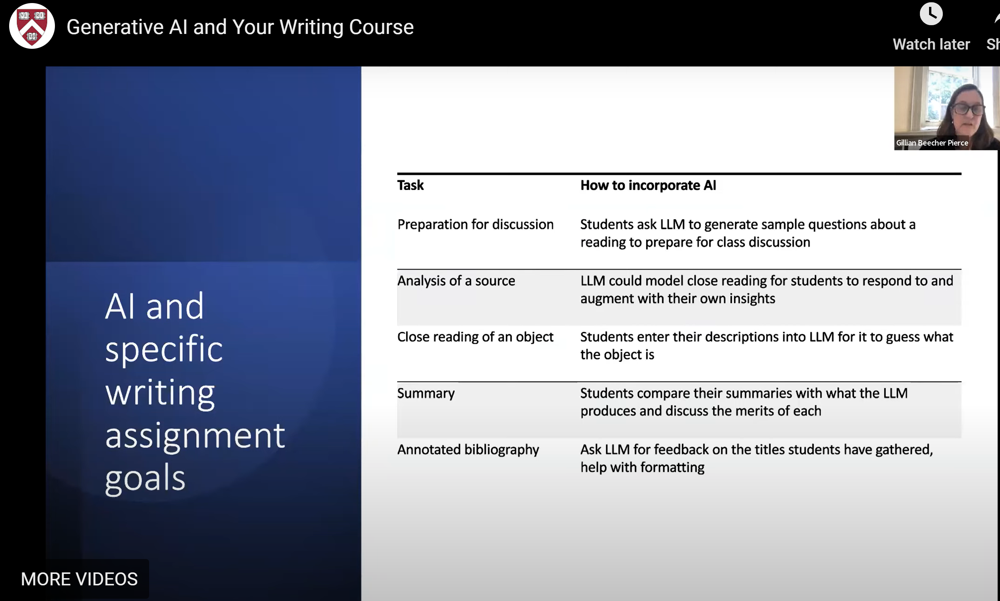 VE RI
TAS
Generative AI and Your Writing Course
Watch later
Sh
Gillian Beecher Pierce
AI and
specific
writing
assignment
goals
Task How to incorporate AI
Preparation for discussion Students ask LLM to generate sample questions about a
reading to prepare for class discussion
Analysis of a source LLM could model close reading for students to respond to and
augment with their own insights
Close reading of an object Students enter their descriptions into LLM for it to guess what
the object is
Summary Students compare their summaries with what the LLM
produces and discuss the merits of each
Annotated bibliography Ask LLM for feedback on the titles students have gathered,
help with formatting
MORE VIDEOS